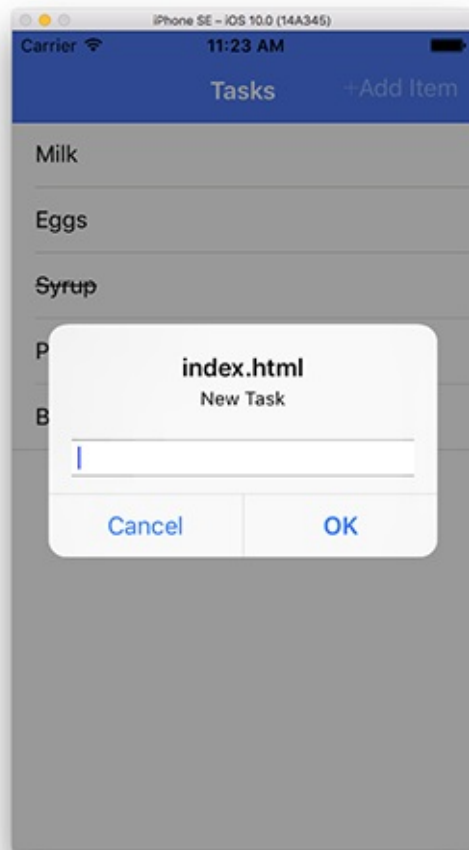 iPhone SE – iOS 10.0 (14A345)
Carrier 11:23 AM
Tasks +Add Item
Milk
Eggs
Syrup
P
index.html
New Task
B
Cancel OK